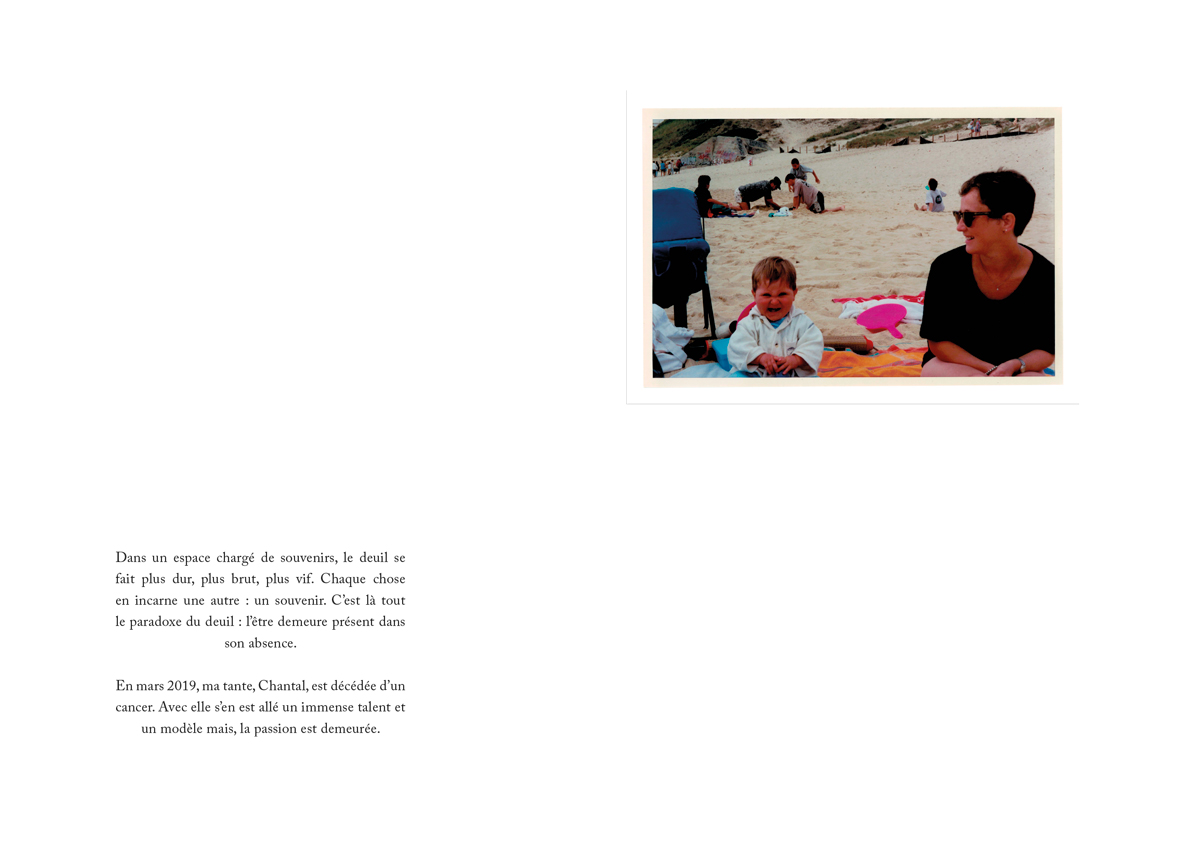 Dans un espace chargé de souvenirs, le deuil se
fait plus dur, plus brut, plus vif. Chaque chose
en incarne une autre : un souvenir. C’est là tout
le paradoxe du deuil : l’être demeure présent dans
son absence.
En mars 2019, ma tante, Chantal, est décédée d’un
cancer. Avec elle s’en est allé un immense talent et
un modèle mais, la passion est demeurée.